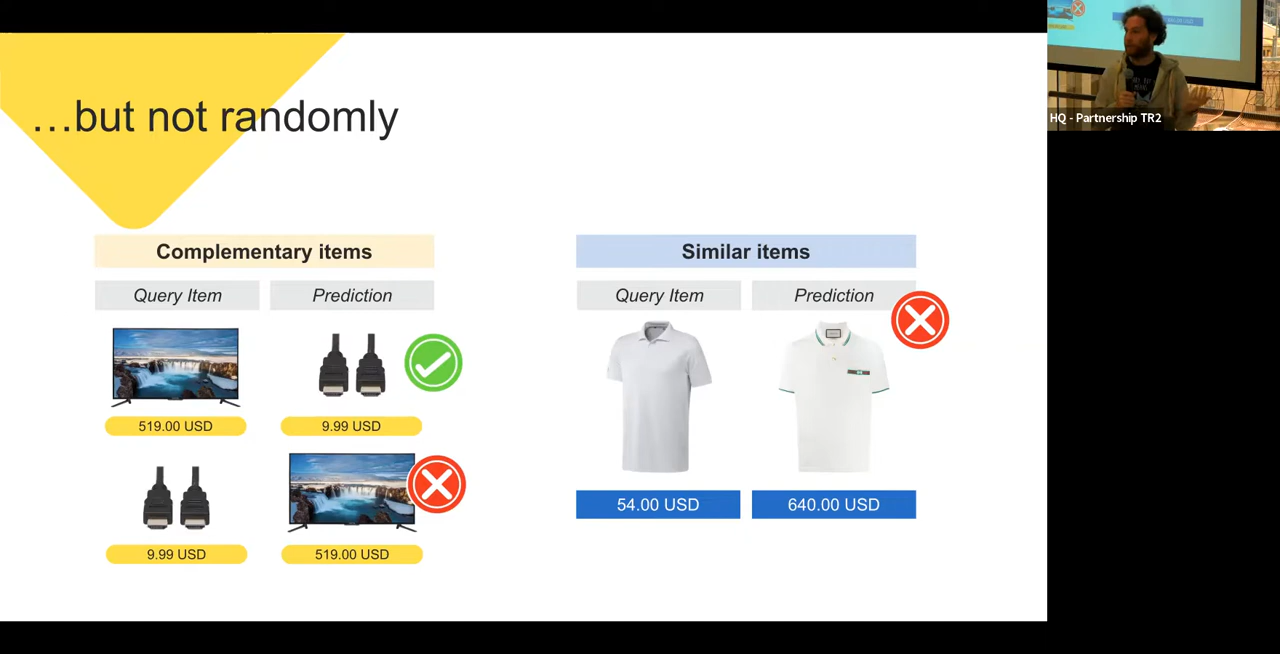 …but not randomly
Complementary items
Query Item
Prediction
519.00 USD
9.99 USD
9.99 USD
519.00 USD
Similar items
Query Item
Prediction
54.00 USD
640.00 USD
HQ - Partnership TR2